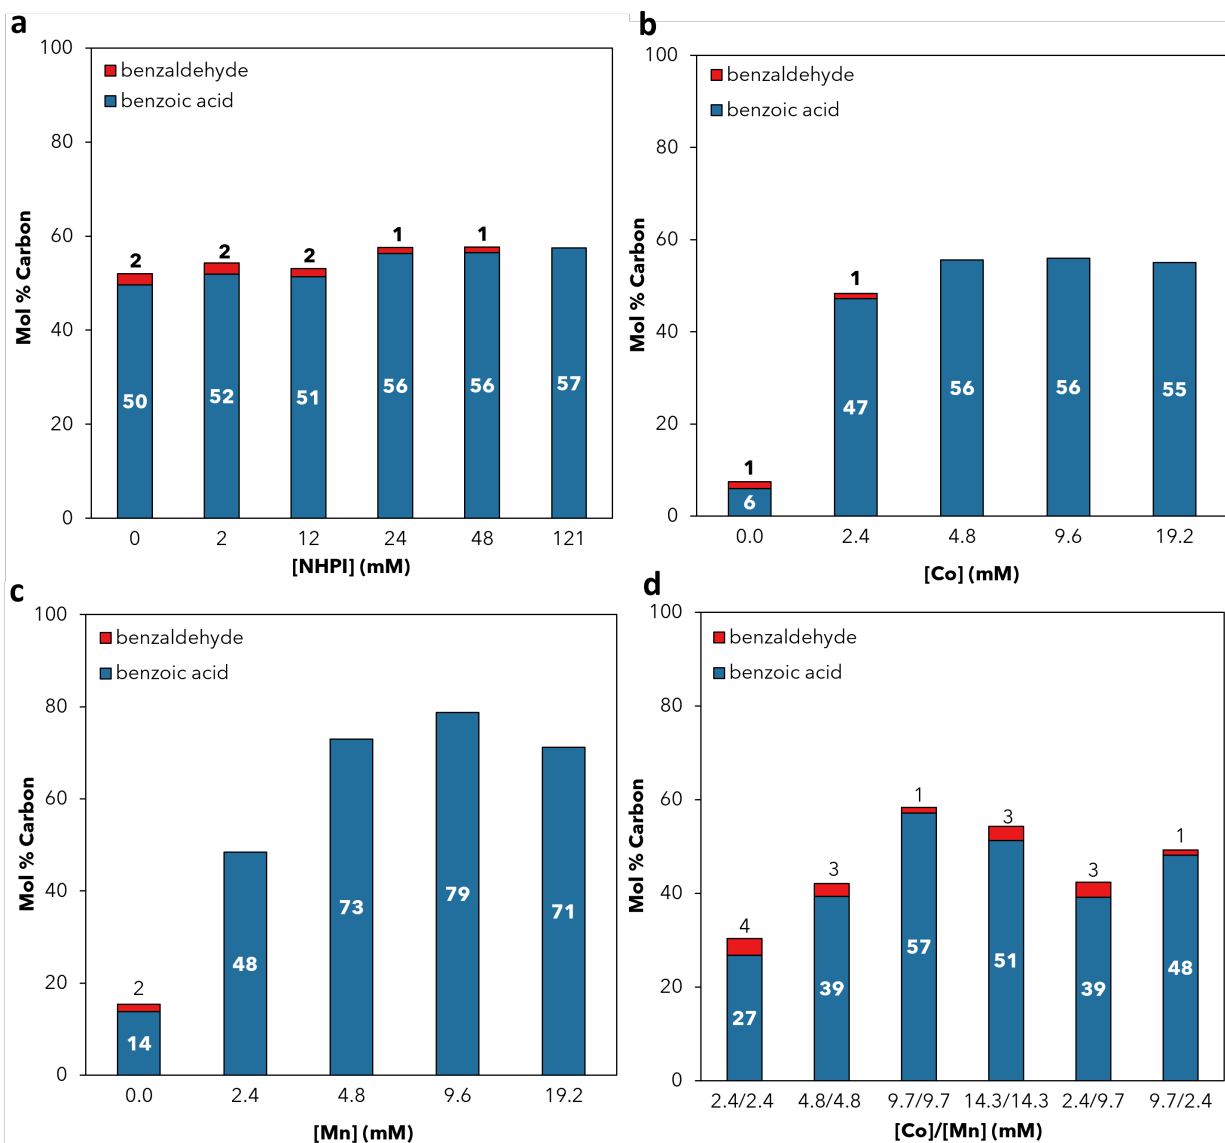 a
100
80
60
40
20
0
Mol % Carbon
benzaldehyde
benzoic acid
2
2
2
1
1
50
52
51
56
56
57
0 2 12 24 48 121
[NHPI] (mM)
b
100
80
60
40
20
0
Mol % Carbon
benzaldehyde
benzoic acid
1
1
6
47
56
56
55
0.0 2.4 4.8 9.6 19.2
[Co] (mM)
c
100
80
60
40
20
0
Mol % Carbon
benzaldehyde
benzoic acid
2
14
48
73
79
71
0.0 2.4 4.8 9.6 19.2
[Mn] (mM)
d
100
80
60
40
20
0
Mol % Carbon
benzaldehyde
benzoic acid
4
3
1
3
3
1
27
39
57
51
39
48
2.4/2.4 4.8/4.8 9.7/9.7 14.3/14.3 2.4/9.7 9.7/2.4
[Co]/[Mn] (mM)